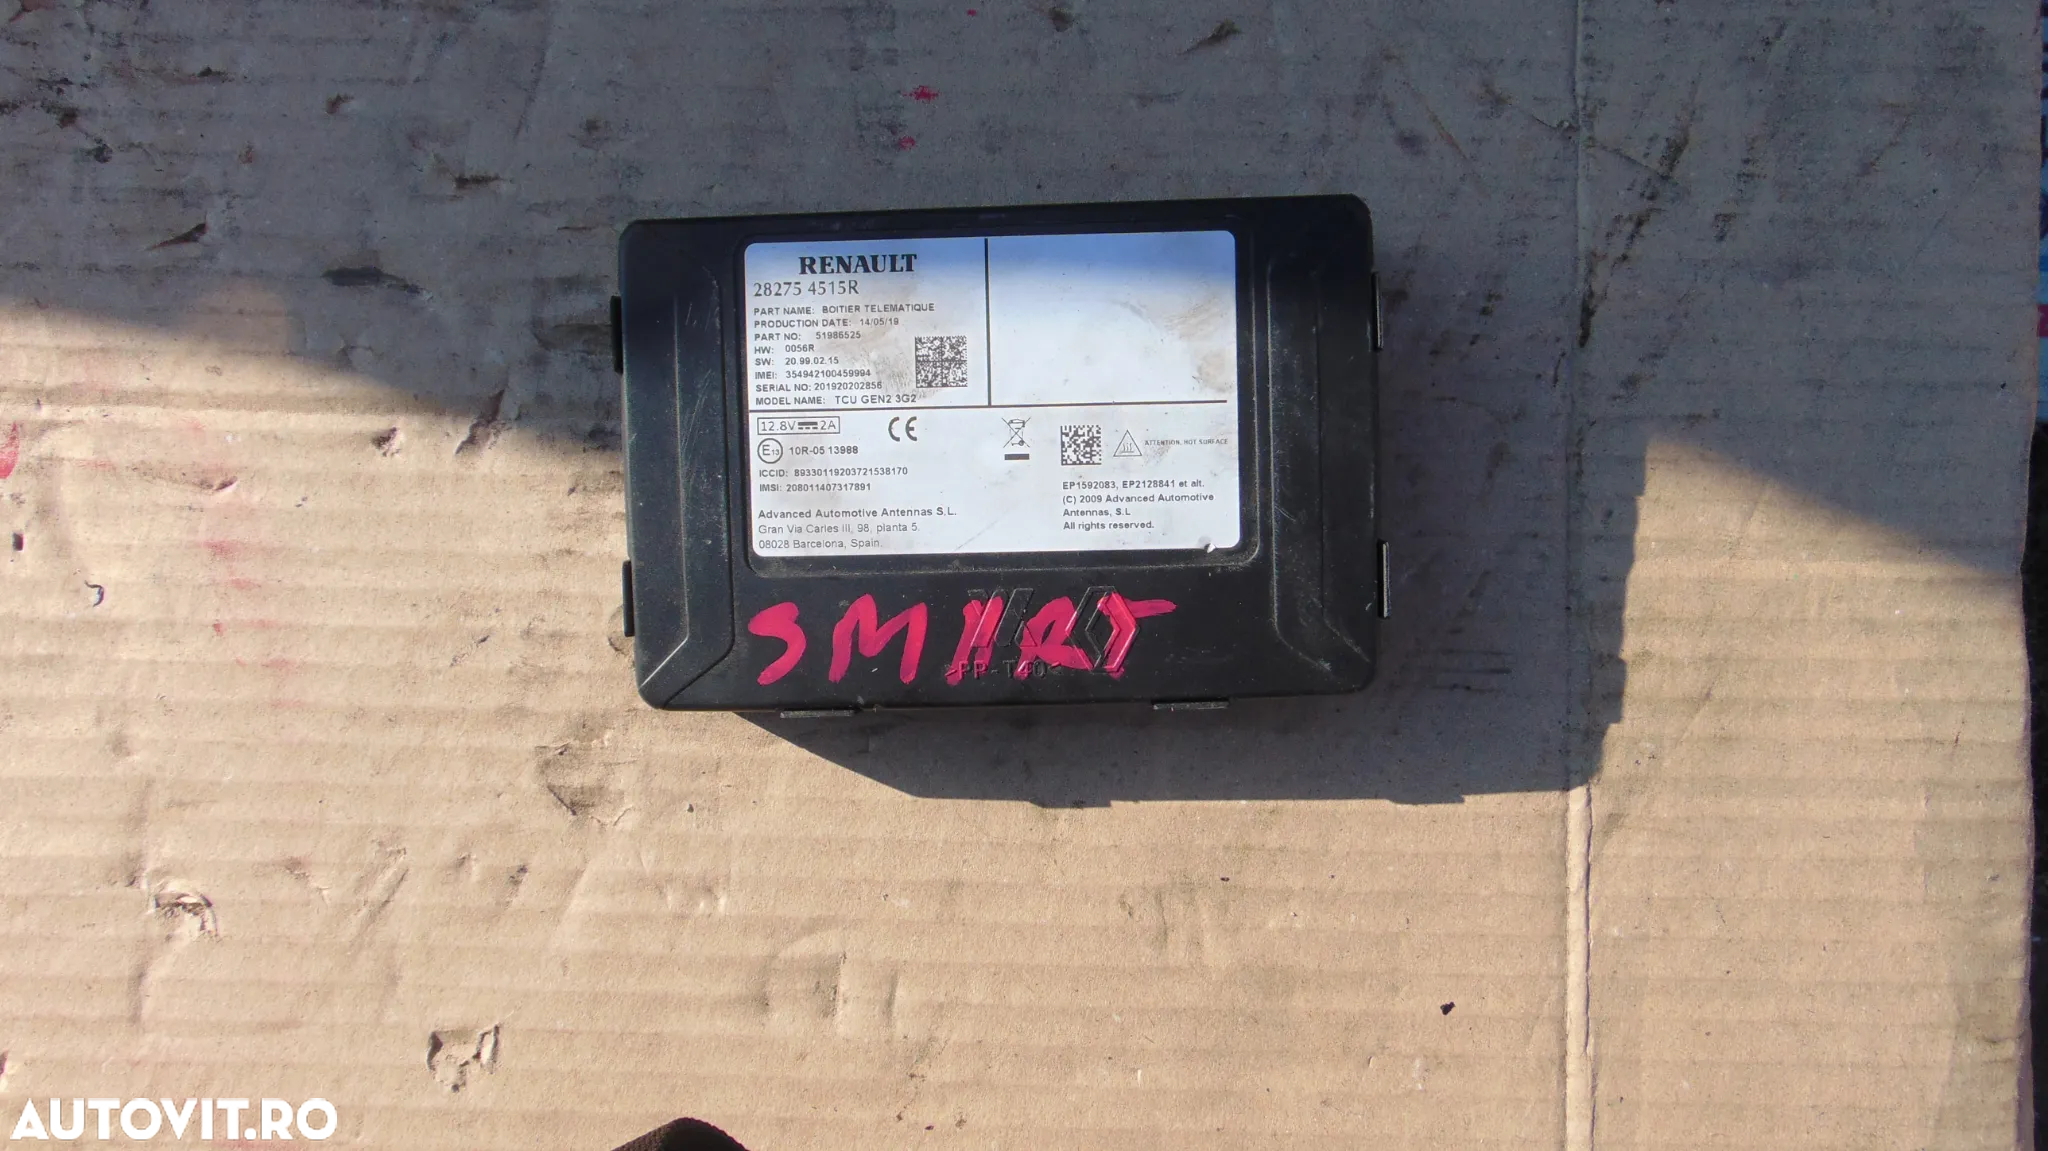 RENAULT
28275 4515R
PART NAME: BOITIER TELEMATIQUE
PRODUCTION DATE: 14/05/19
PART NO: 51986525
HW: 0056R
SW: 20.99.02.15
IMEI: 354942100459994
SERIAL NO: 201920202856
MODEL NAME: TCU GEN2 3G2
12.8V 2A
CE
E13 10R-05 13988
ATTENTION, HOT SURFACE
ICCID: 89330119203721538170
IMSI: 208011407317891
EP1592083, EP2128841 et alt.
(C) 2009 Advanced Automotive
Antennas, S.L
All rights reserved.
Advanced Automotive Antennas S.L.
Gran Via Carles III, 98, planta 5.
08028 Barcelona, Spain.
SMART
>PP-T40<
AUTOVIT.RO